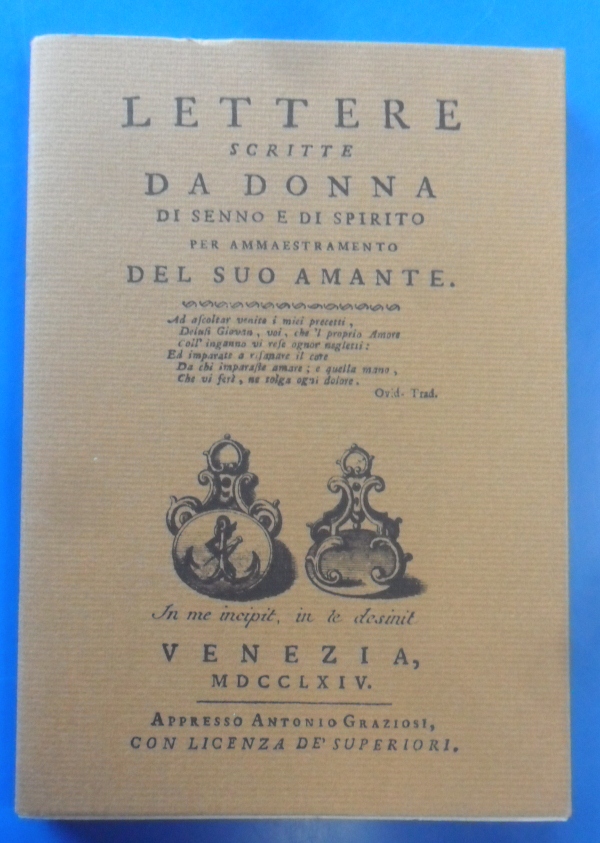 LETTERE
SCRITTE
DA DONNA
DI SENNO E DI SPIRITO
PER AMMAESTRAMENTO
DEL SUO AMANTE.
Ad aſcoltar venite i miei precetti,
Deluſi Giovani, voi, che 'l proprio Amore
Coll' inganno vi reſe ognor negletti:
Ed imparate a riſanare il core
Da chi imparaſte amare; e quella mano,
Che vi ferì, ne tolga ogni dolore.
Ovid. Trad.
In me incipit, in te desinit
VENEZIA,
MDCCLXIV.
APPRESSO ANTONIO GRAZIOSI,
CON LICENZA DE' SUPERIORI.